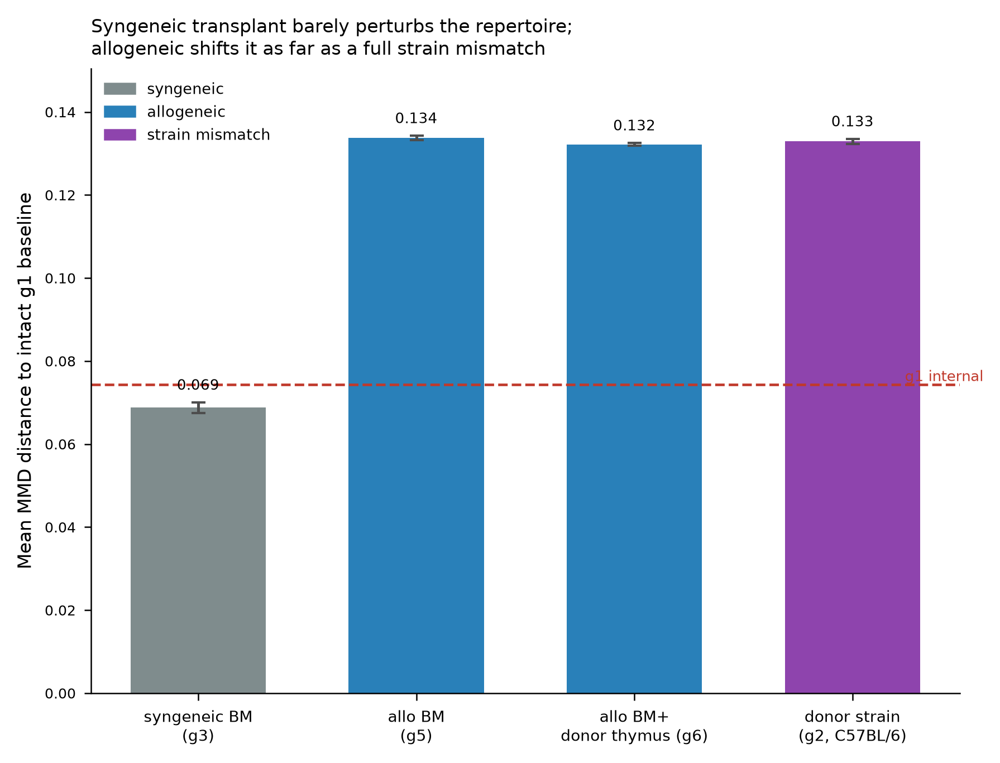 Syngeneic transplant barely perturbs the repertoire;
allogeneic shifts it as far as a full strain mismatch
syngeneic
allogeneic
strain mismatch
Mean MMD distance to intact g1 baseline
0.14
0.12
0.10
0.08
0.06
0.04
0.02
0.00
0.069
0.134
0.132
0.133
g1 internal
syngeneic BM
(g3)
allo BM
(g5)
allo BM+
donor thymus (g6)
donor strain
(g2, C57BL/6)